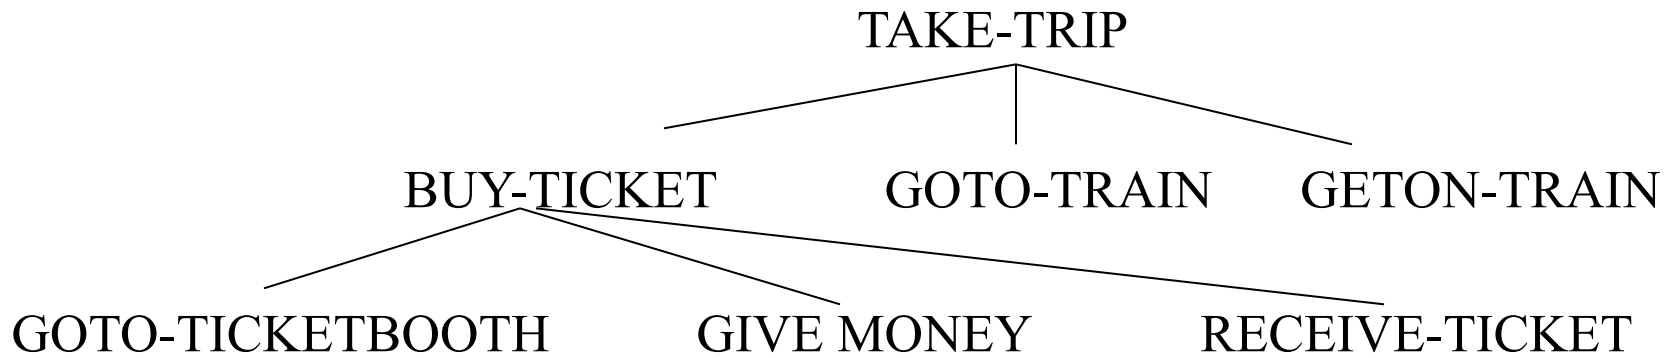 TAKE-TRIP
BUY-TICKET GOTO-TRAIN GETON-TRAIN
GOTO-TICKETBOOTH GIVE MONEY RECEIVE-TICKET